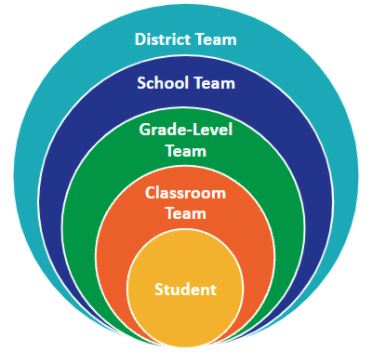 District Team
School Team
Grade-Level
Team
Classroom
Team
Student